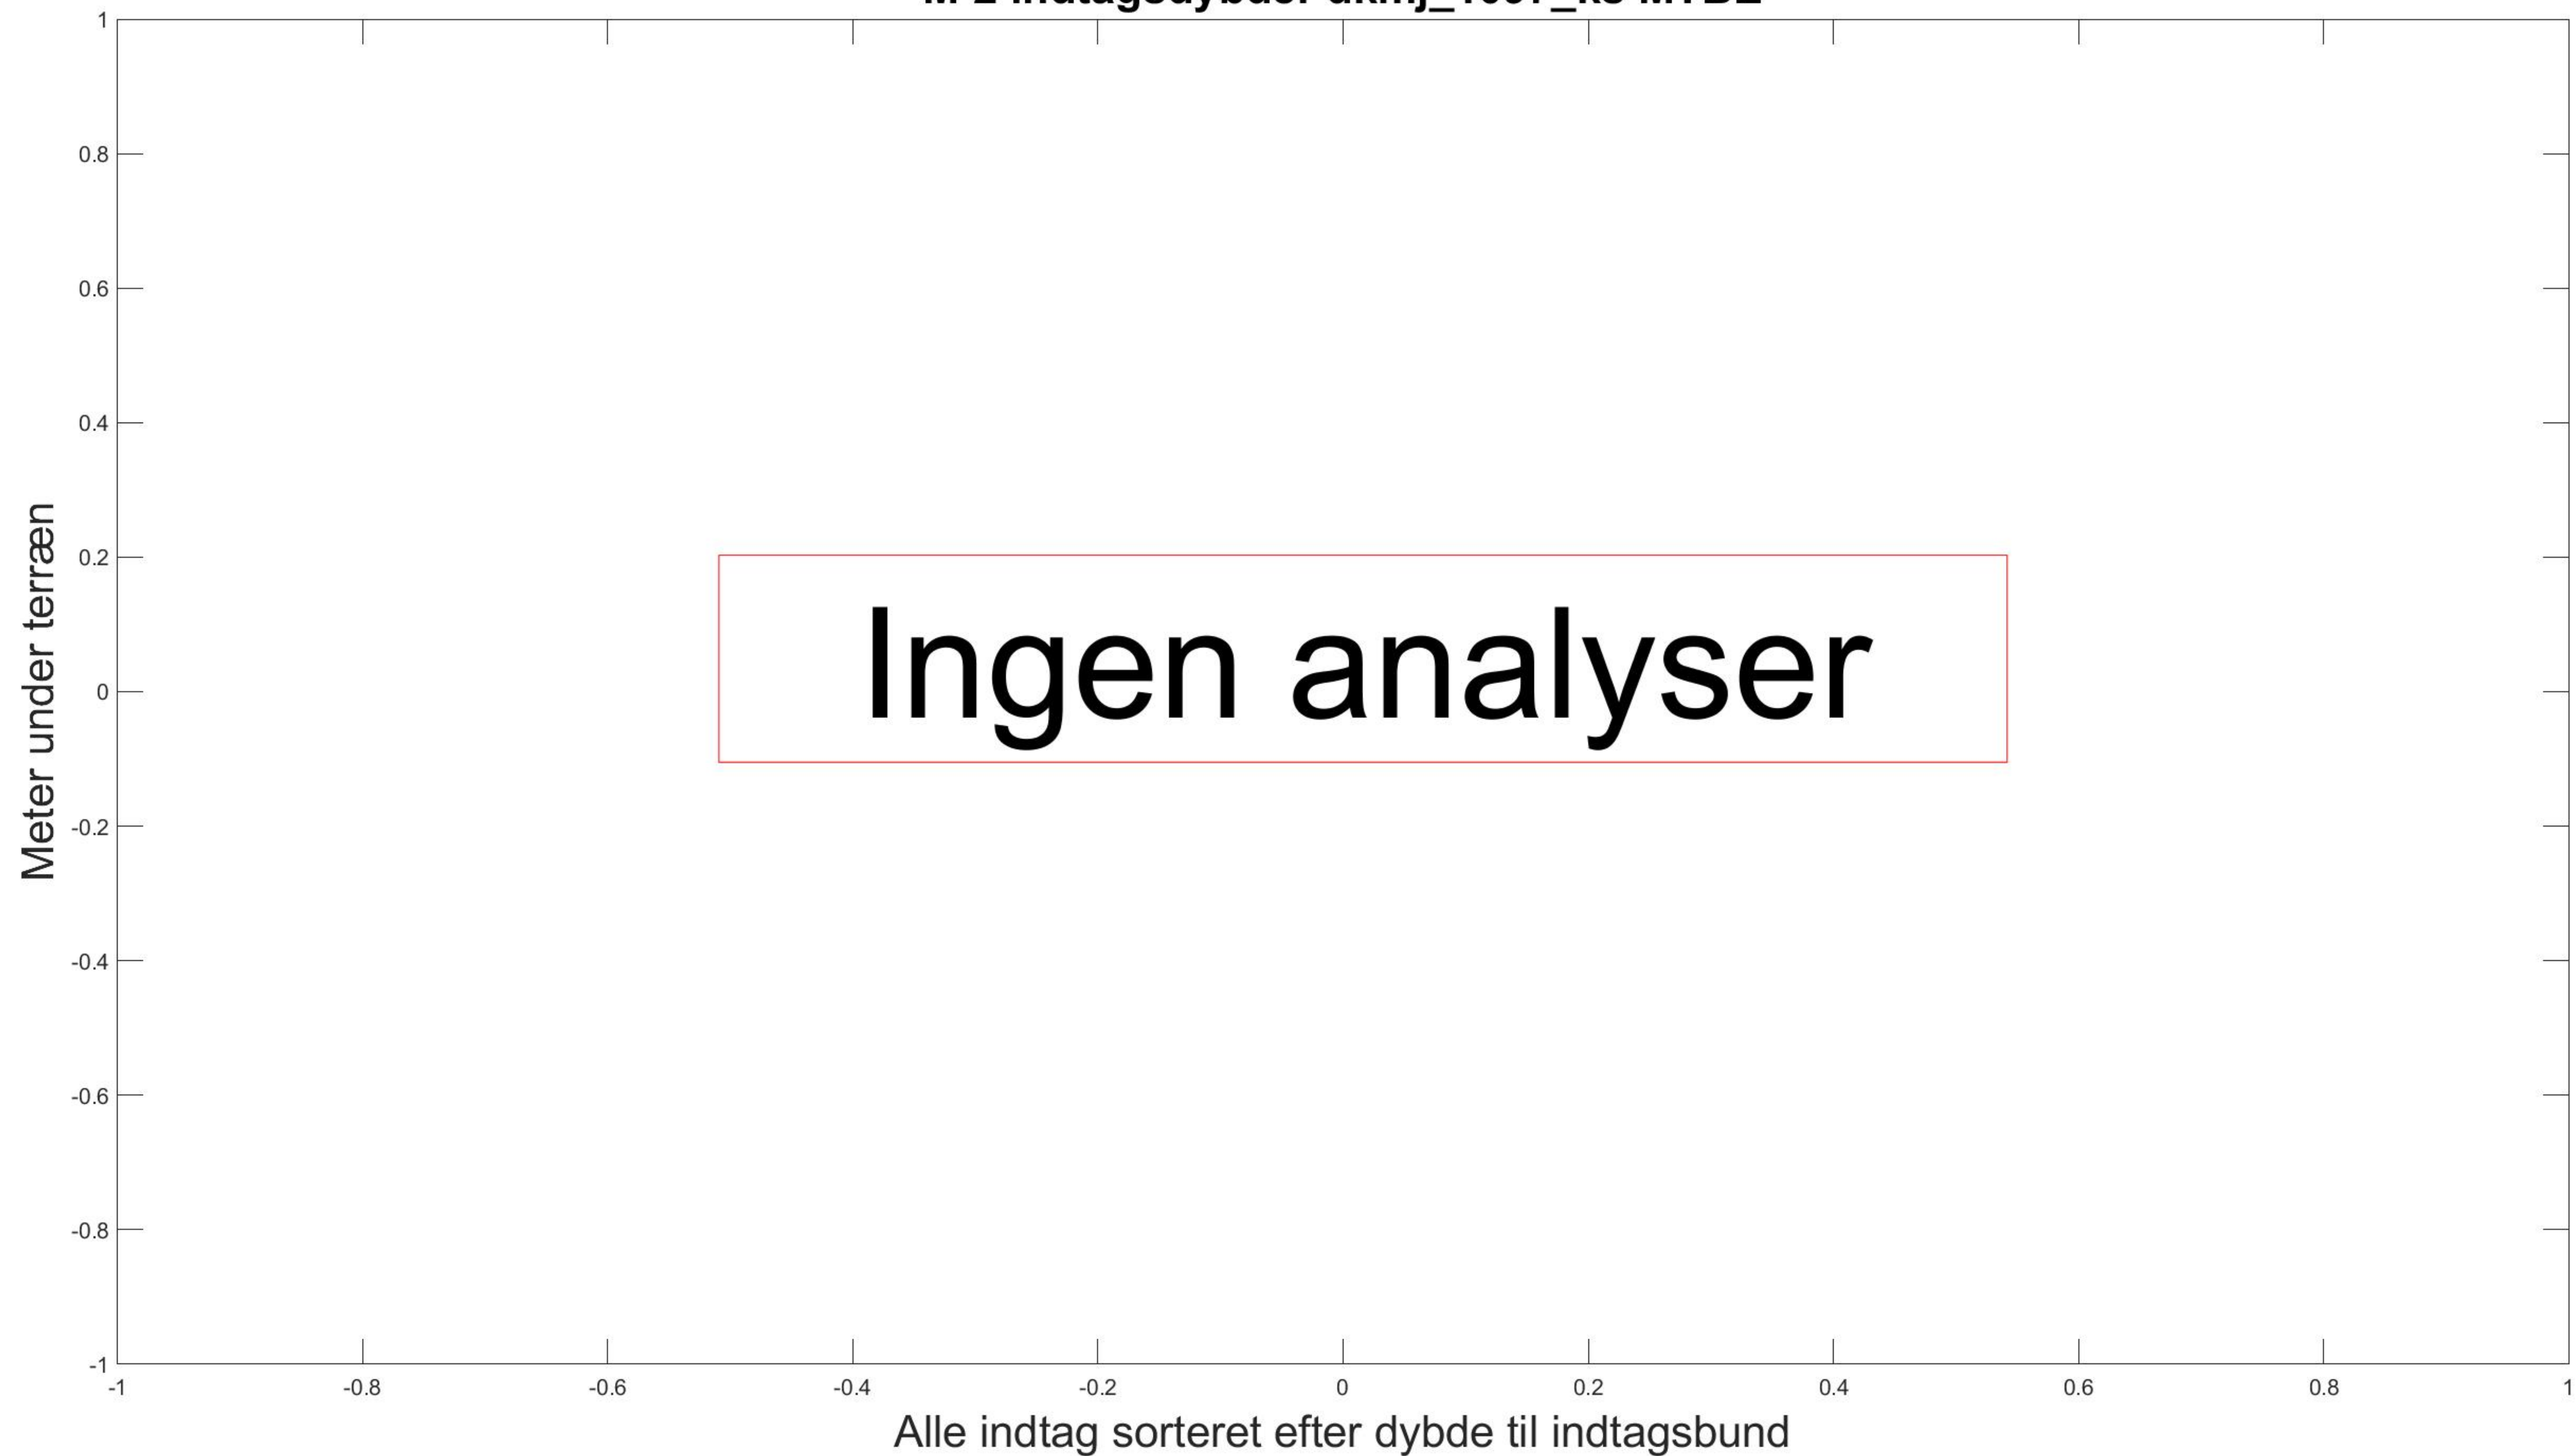 1
0.8
0.6
0.4
0.2
0
-0.2
-0.4
-0.6
-0.8
-1
Meter under terræn
Ingen analyser
-1 -0.8 -0.6 -0.4 -0.2 0 0.2 0.4 0.6 0.8 1
Alle indtag sorteret efter dybde til indtagsbund